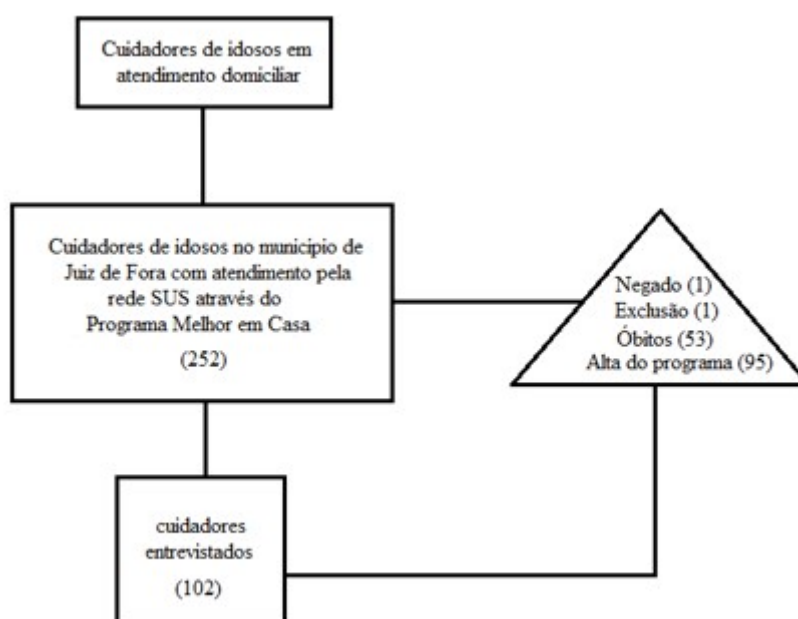 Cuidadores de idosos em
atendimento domiciliar
Cuidadores de idosos no municipio de
Juiz de Fora com atendimento pela
rede SUS através do
Programa Melhor em Casa
(252)
Negado (1)
Exclusão (1)
Óbitos (53)
Alta do programa (95)
cuidadores
entrevistados
(102)